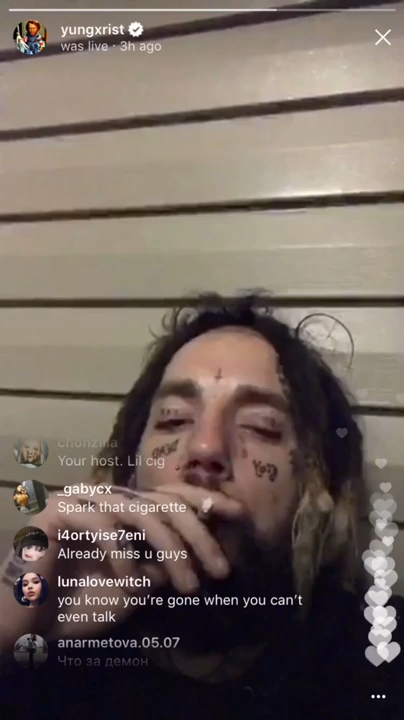 yungxrist
was live · 3h ago
chonzilla
Your host. Lil cig
_gabycx
Spark that cigarette
i4ortyise7eni
Already miss u guys
lunalovewitch
you know you're gone when you can't
even talk
anarmetova.05.07
Что за демон